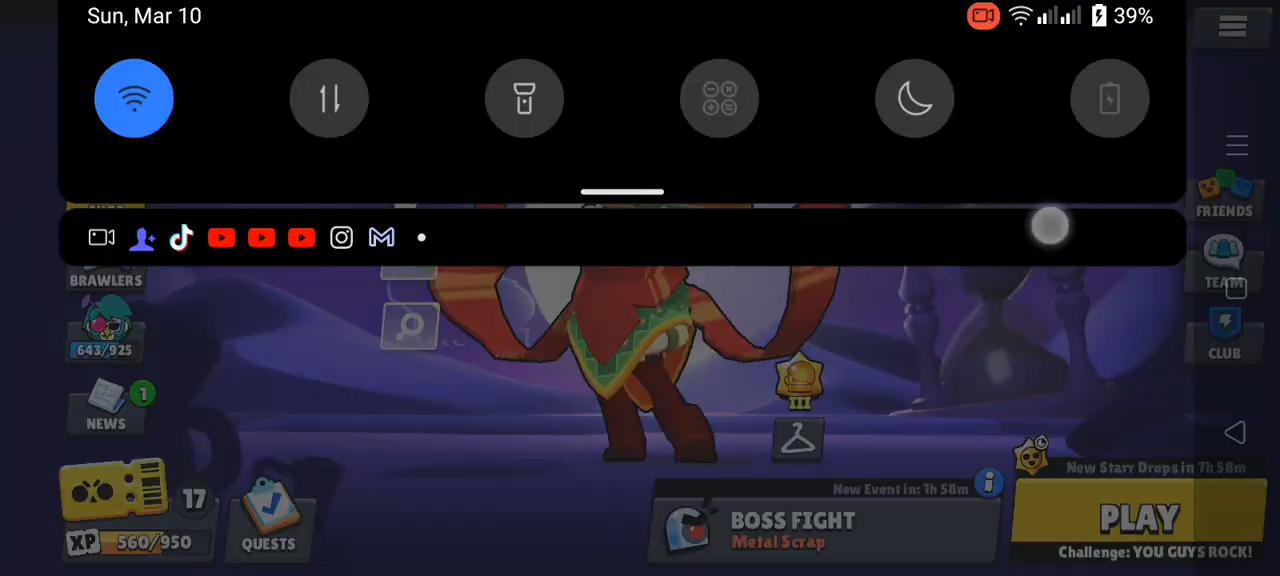 Sun, Mar 10
39%
FRIENDS
BRAWLERS
TEAM
643/925
CLUB
1
NEWS
New Starr Drops in 7h 58m
17
New Event in: 1h 58m
PLAY
BOSS FIGHT
Metal Scrap
XP
560/950
QUESTS
Challenge: YOU GUYS ROCK!